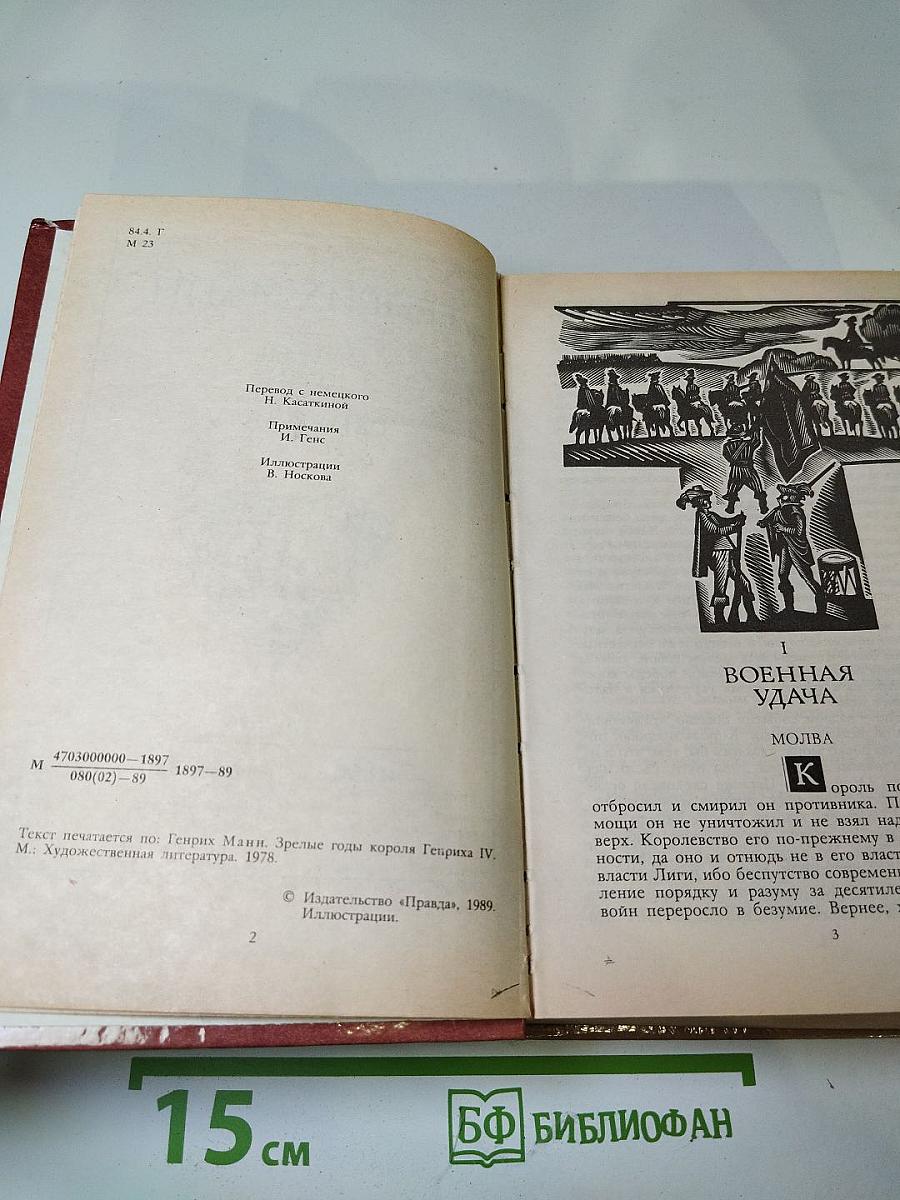 84.4. Г
М 23
Перевод с немецкого
Н. Касаткиной
Примечания
И. Генс
Иллюстрации
В. Носкова
М 4703000000—1897
080(02)—89 1897—89
Текст печатается по: Генрих Манн. Зрелые годы короля Генриха IV.
М.: Художественная литература. 1978.
© Издательство «Правда», 1989.
Иллюстрации.
2
I
ВОЕННАЯ
УДАЧА
МОЛВА
Король по
отбросил и смирил он противника. П
мощи он не уничтожил и не взял над
верх. Королевство его по-прежнему в
ности, да оно и отнюдь не в его власт
власти Лиги, ибо беспутство современ
ление порядку и разуму за десятиле
войн переросло в безумие. Вернее,
3
15 см
БФ БИБЛИОФАН